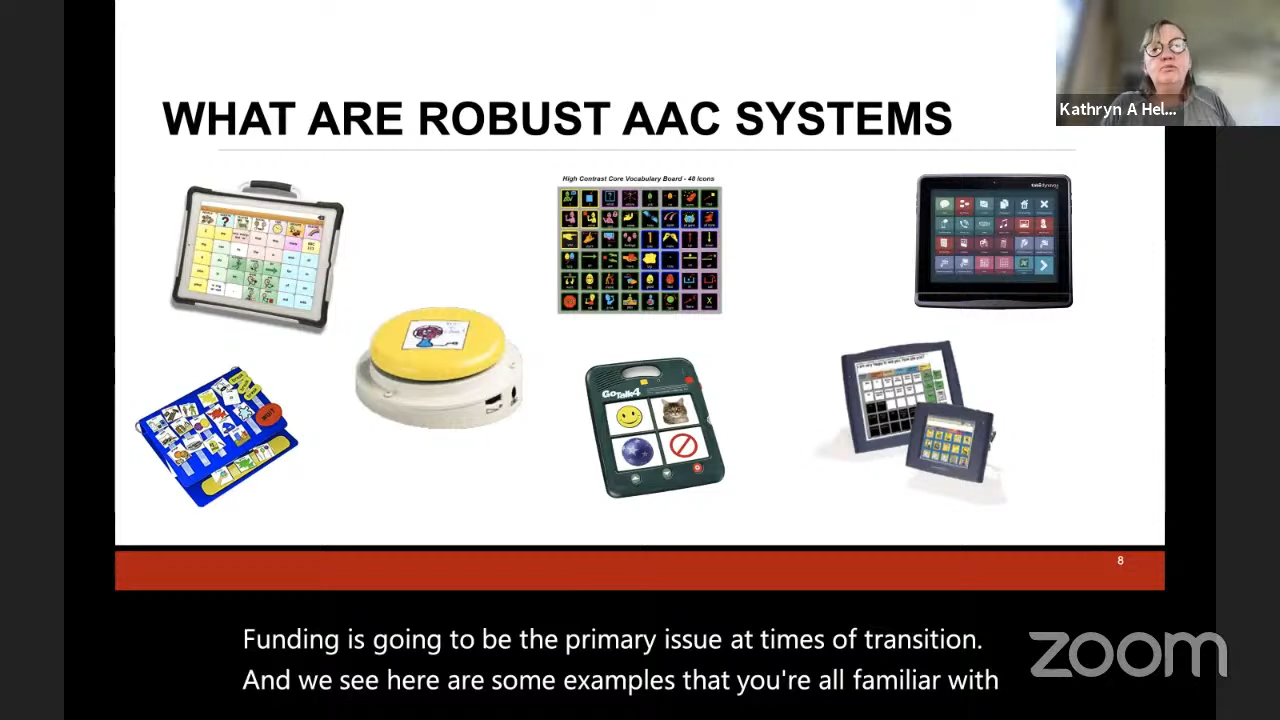 WHAT ARE ROBUST AAC SYSTEMS
Kathryn A Hel...
High Contrast Core Vocabulary Board - 48 Icons
GoTalk4
8
Funding is going to be the primary issue at times of transition.
And we see here are some examples that you're all familiar with
zoom